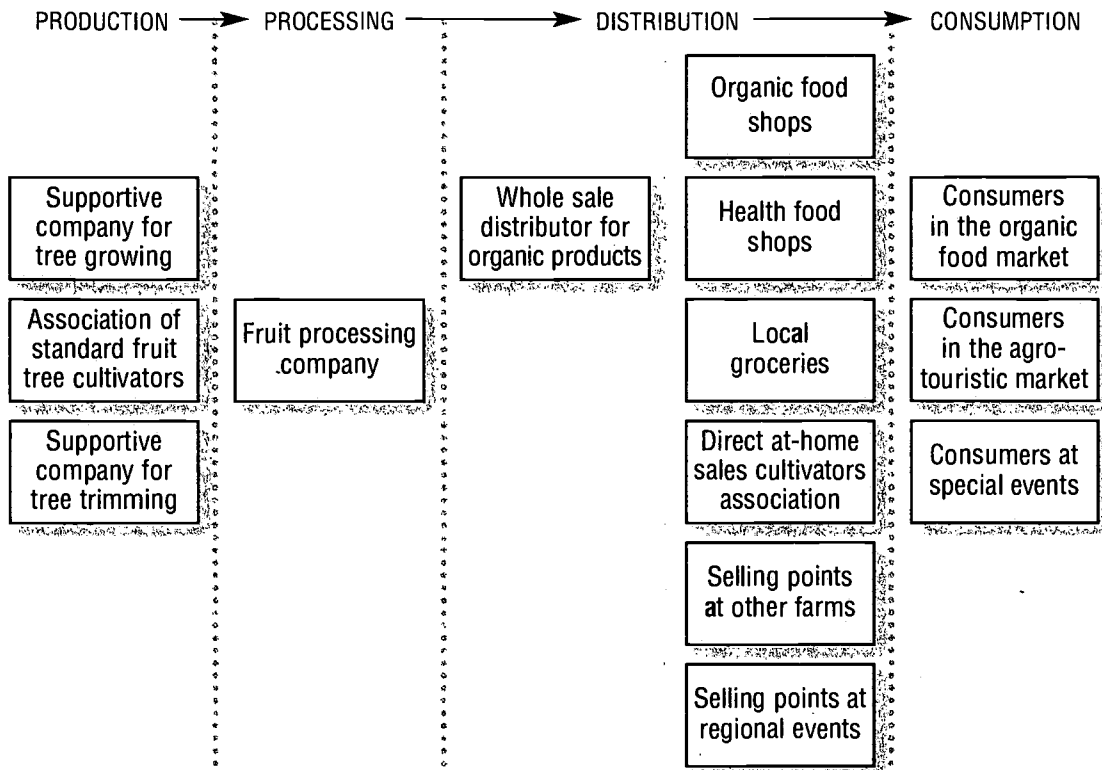 PRODUCTION
PROCESSING
DISTRIBUTION
CONSUMPTION
Supportive
company for
tree growing
Association of
standard fruit
tree cultivators
Supportive
company for
tree trimming
Fruit processing
company
Whole sale
distributor for
organic products
Organic food
shops
Health food
shops
Local
groceries
Direct at-home
sales cultivators
association
Selling points
at other farms
Selling points at
regional events
Consumers
in the organic
food market
Consumers
in the agro-
touristic market
Consumers at
special events